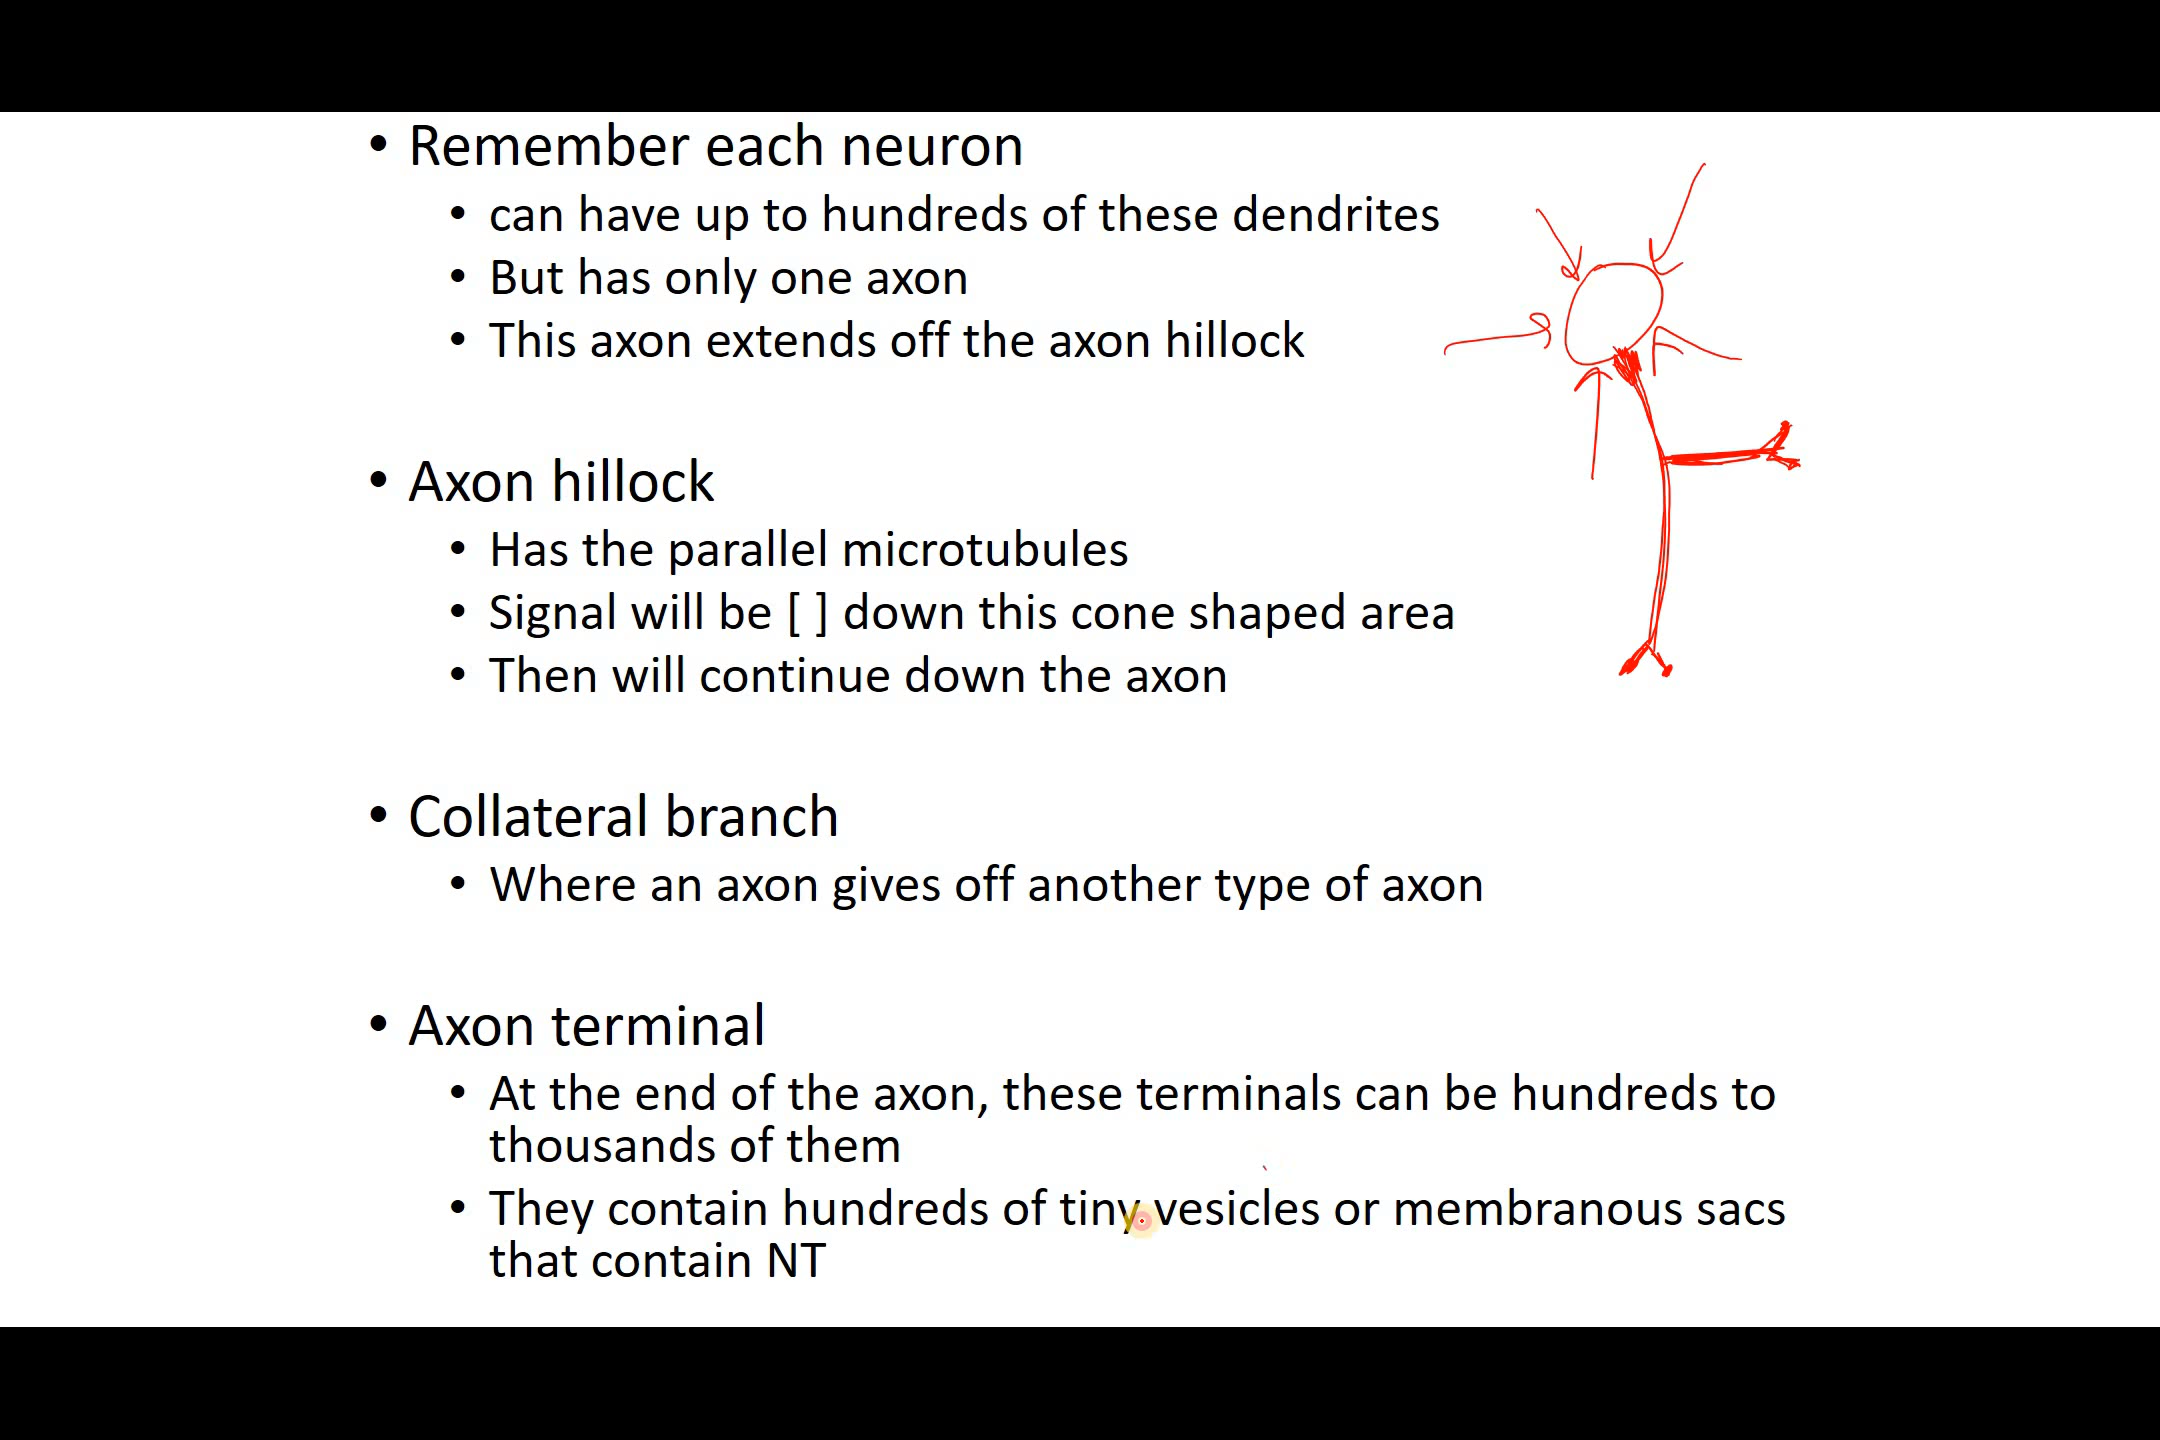 • Remember each neuron
• can have up to hundreds of these dendrites
• But has only one axon
• This axon extends off the axon hillock
• Axon hillock
• Has the parallel microtubules
• Signal will be [ ] down this cone shaped area
• Then will continue down the axon
• Collateral branch
• Where an axon gives off another type of axon
• Axon terminal
• At the end of the axon, these terminals can be hundreds to
thousands of them
• They contain hundreds of tiny vesicles or membranous sacs
that contain NT